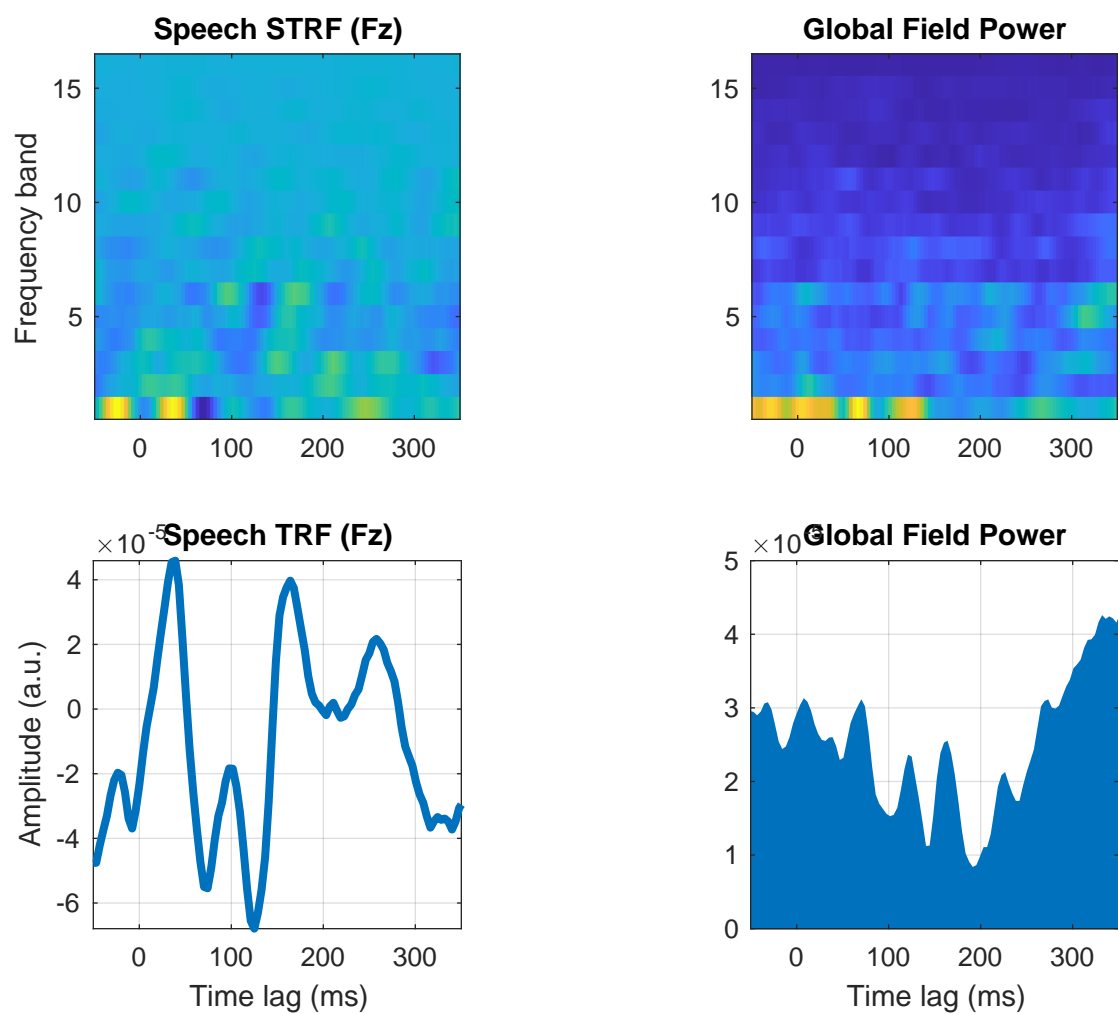 Speech STRF (Fz)
Frequency band
15
10
5
0 100 200 300
Global Field Power
15
10
5
0 100 200 300
Speech TRF (Fz)
×10⁻⁵
Amplitude (a.u.)
4
2
0
-2
-4
-6
0 100 200 300
Time lag (ms)
Global Field Power
×10⁻⁵
5
4
3
2
1
0
0 100 200 300
Time lag (ms)